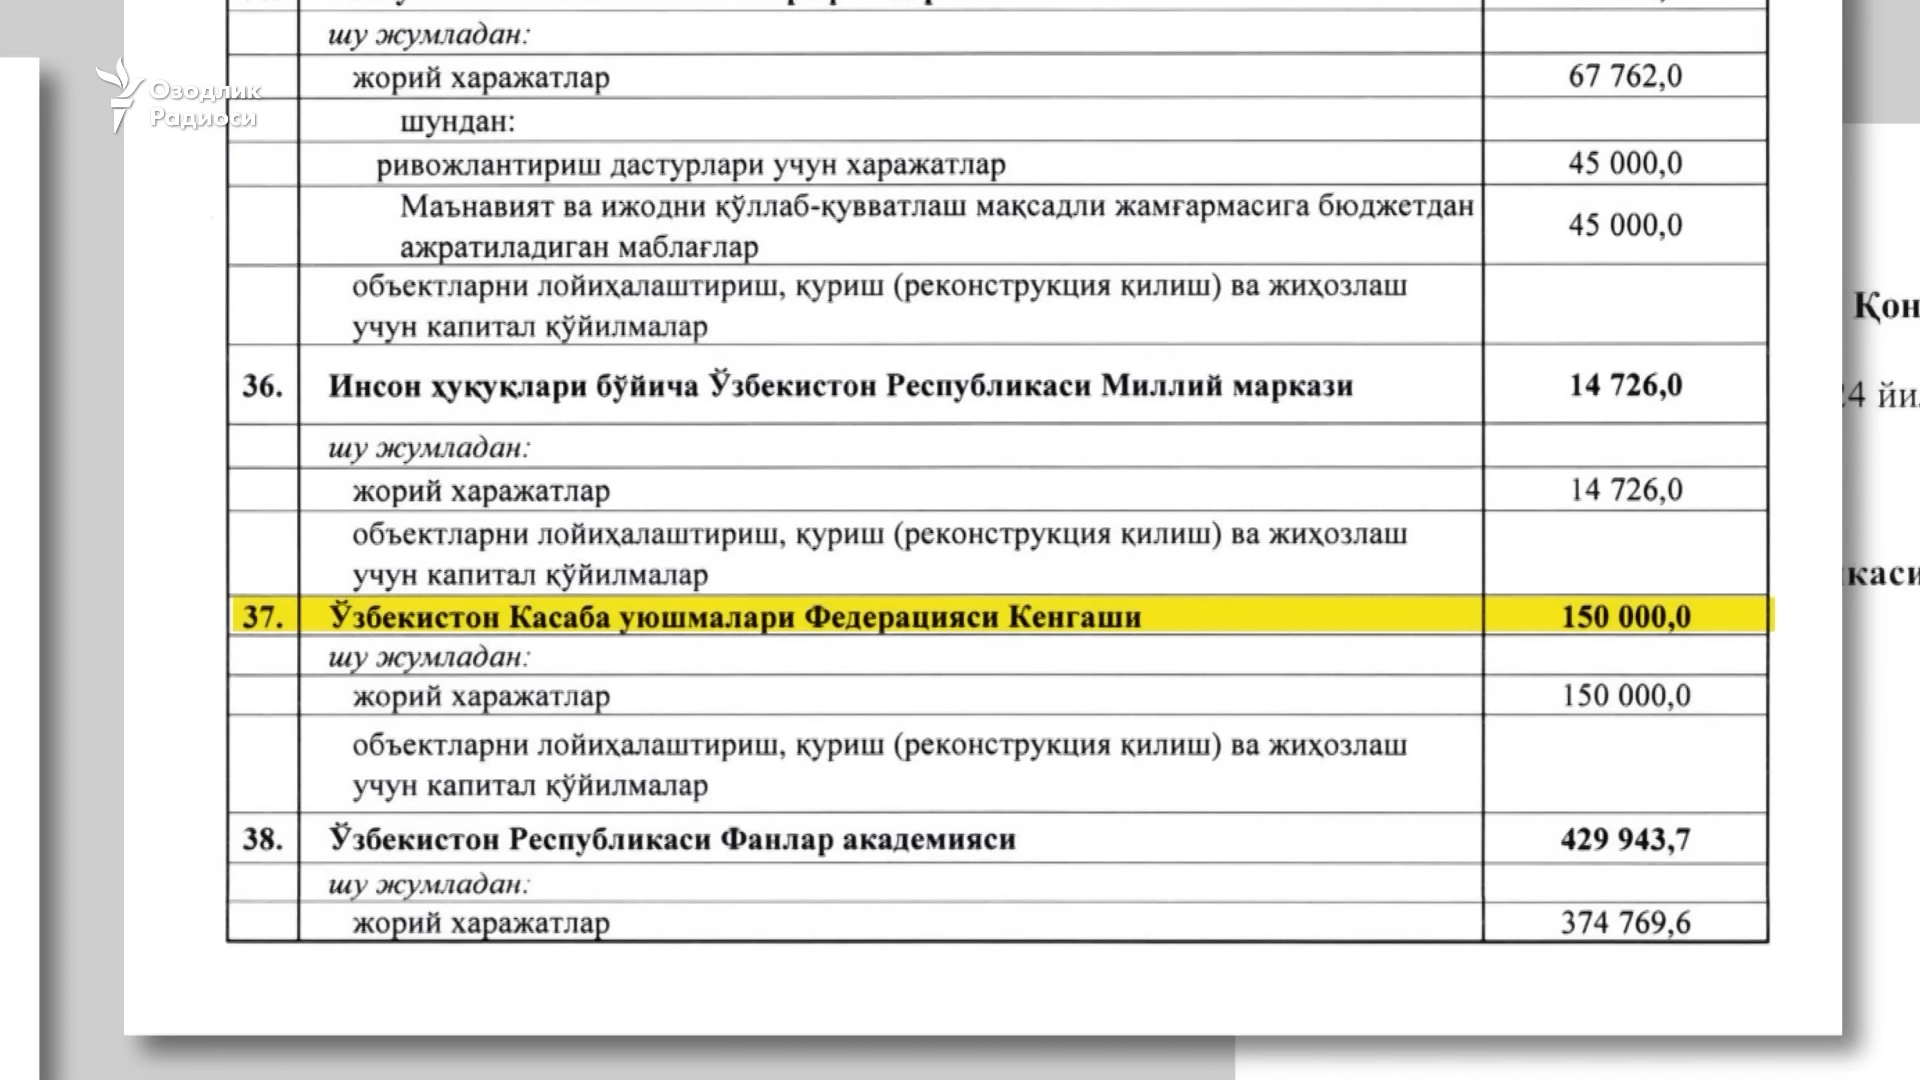 шу жумладан:
жорий харажатлар 67 762,0
Озодлик
Радиоси
шундан:
ривожлантириш дастурлари учун харажатлар 45 000,0
Маънавият ва ижодни қўллаб-қувватлаш мақсадли жамғармасига бюджетдан
ажратиладиган маблағлар 45 000,0
объектларни лойиҳалаштириш, қуриш (реконструкция қилиш) ва жиҳозлаш
учун капитал қўйилмалар
36. Инсон ҳуқуқлари бўйича Ўзбекистон Республикаси Миллий маркази 14 726,0
шу жумладан:
жорий харажатлар 14 726,0
объектларни лойиҳалаштириш, қуриш (реконструкция қилиш) ва жиҳозлаш
учун капитал қўйилмалар
37. Ўзбекистон Касаба уюшмалари Федерацияси Кенгаши 150 000,0
шу жумладан:
жорий харажатлар 150 000,0
объектларни лойиҳалаштириш, қуриш (реконструкция қилиш) ва жиҳозлаш
учун капитал қўйилмалар
38. Ўзбекистон Республикаси Фанлар академияси 429 943,7
шу жумладан:
жорий харажатлар 374 769,6